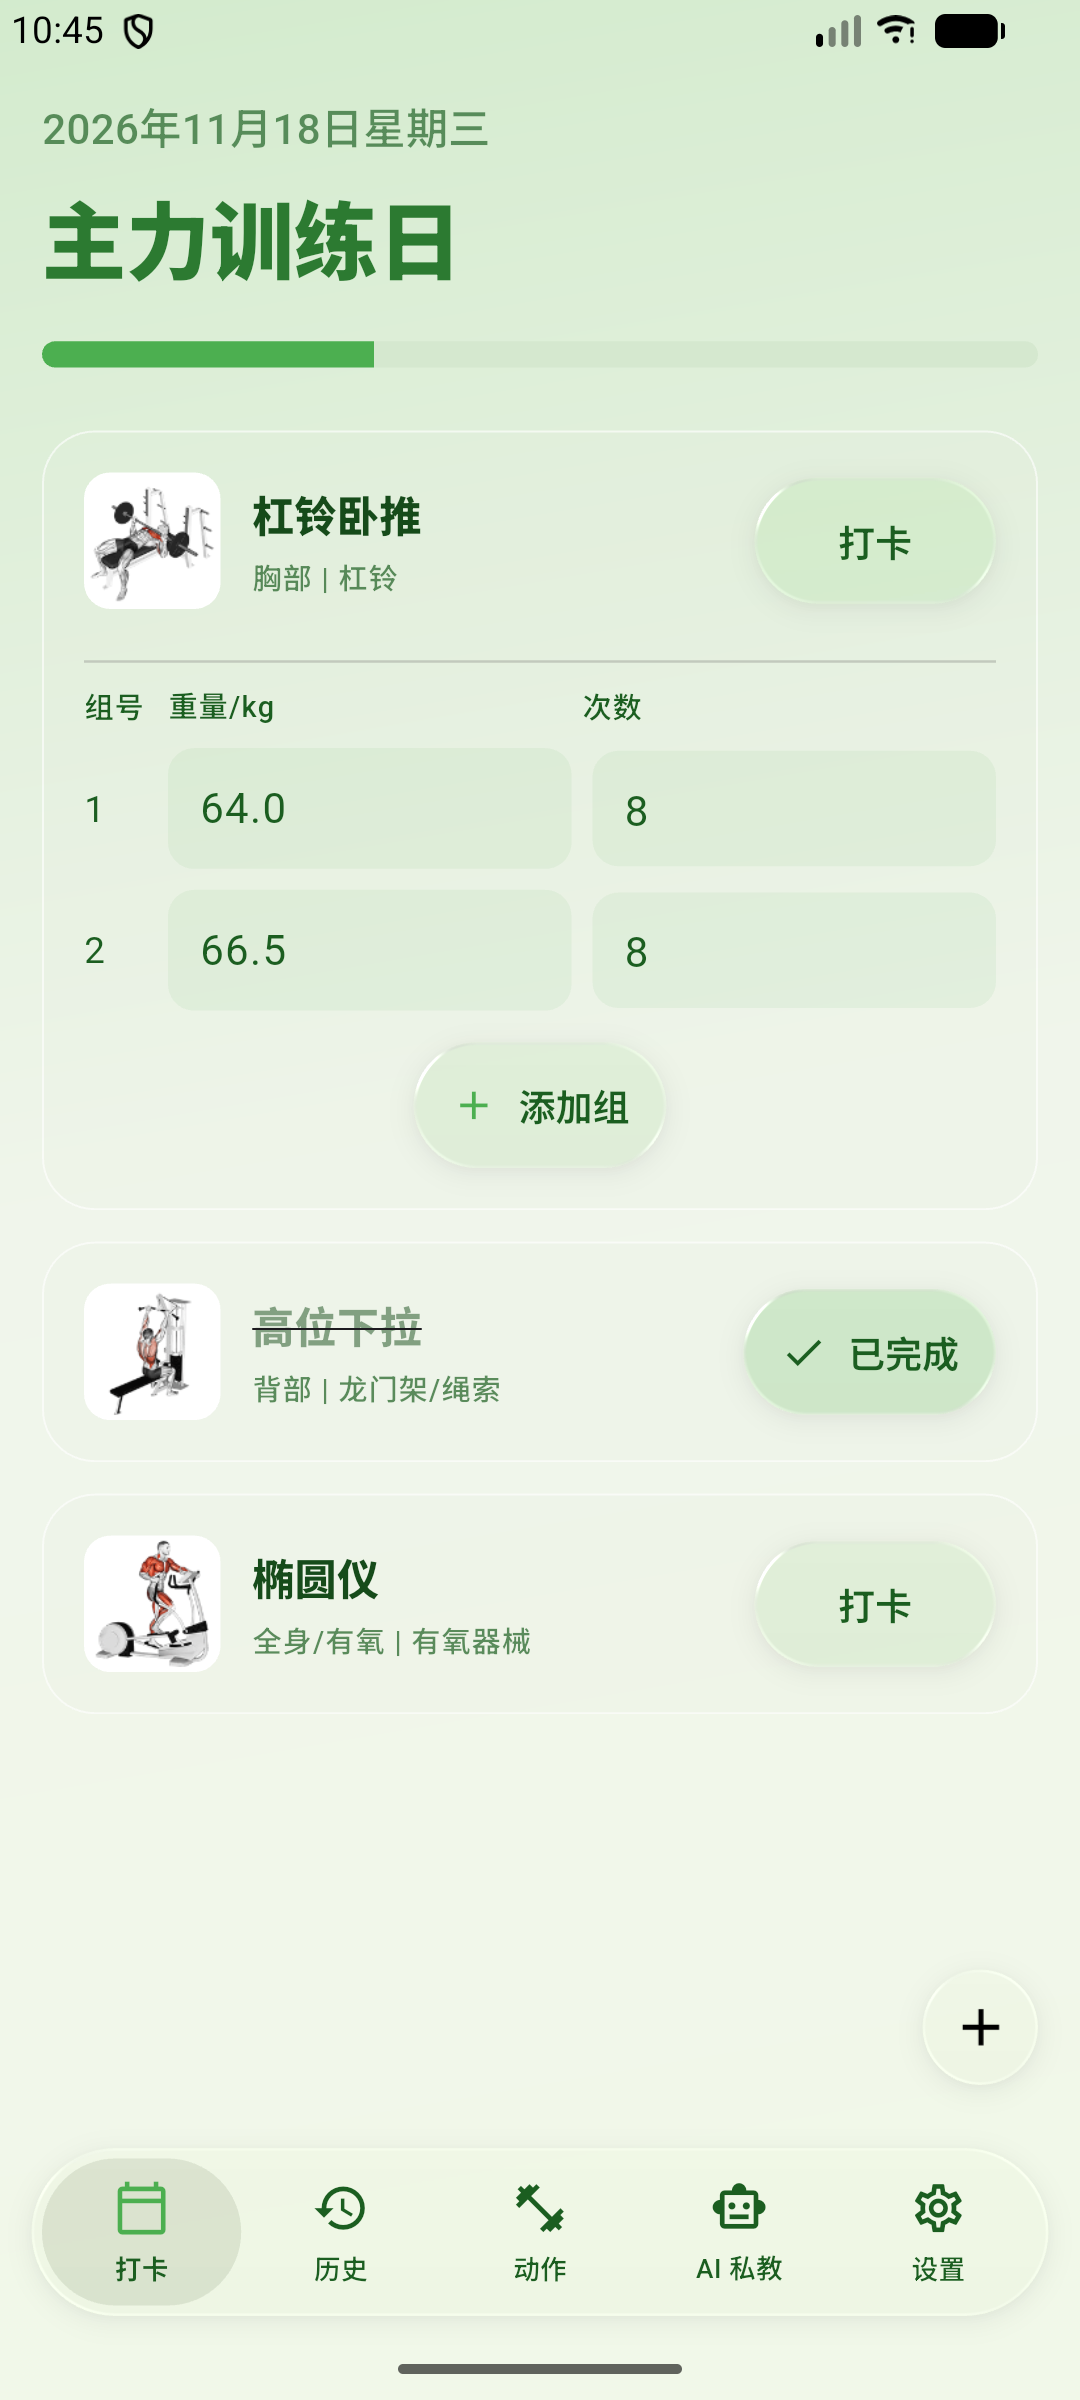 10:45
2026年11月18日星期三
主力训练日
杠铃卧推
胸部 | 杠铃
打卡
组号 重量/kg 次数
1 64.0 8
2 66.5 8
添加组
高位下拉
背部 | 龙门架/绳索
已完成
椭圆仪
全身/有氧 | 有氧器械
打卡
打卡 历史 动作 AI 私教 设置